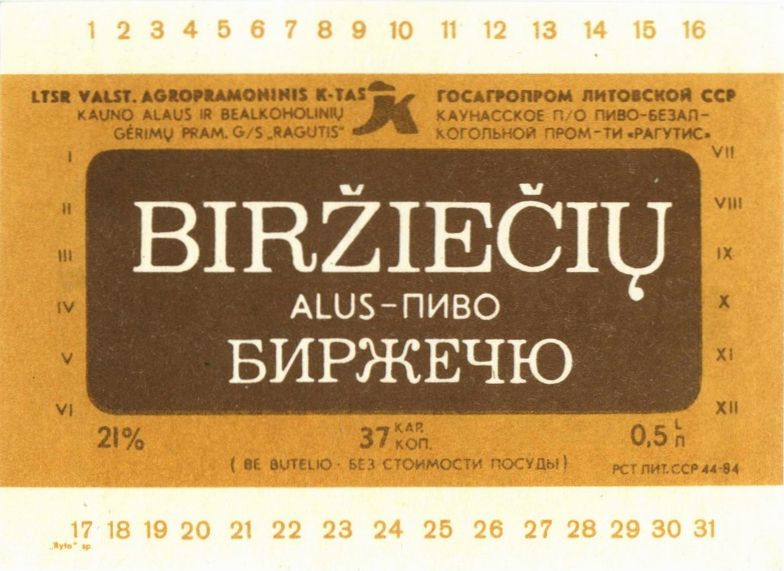 1 2 3 4 5 6 7 8 9 10 11 12 13 14 15 16
LTSR VALST. AGROPRAMONINIS K-TAS
KAUNO ALAUS IR BEALKOHOLINIŲ
GĖRIMŲ PRAM. G/S „RAGUTIS"
ГОСАГРОПРОМ ЛИТОВСКОЙ ССР
КАУНАССКОЕ П/О ПИВО-БЕЗАЛ-
КОГОЛЬНОЙ ПРОМ-ТИ «РАГУТИС»
I
II
III
IV
V
VI
BIRŽIEČIŲ
ALUS-ПИВО
БИРЖЕЧЮ
VII
VIII
IX
X
XI
XII
21%
37 KAP. КОП.
0,5 L Л
(BE BUTELIO · БЕЗ СТОИМОСТИ ПОСУДЫ)
РСТ ЛИТ. ССР 44-84
17 18 19 20 21 22 23 24 25 26 27 28 29 30 31
„Ryto" sp.